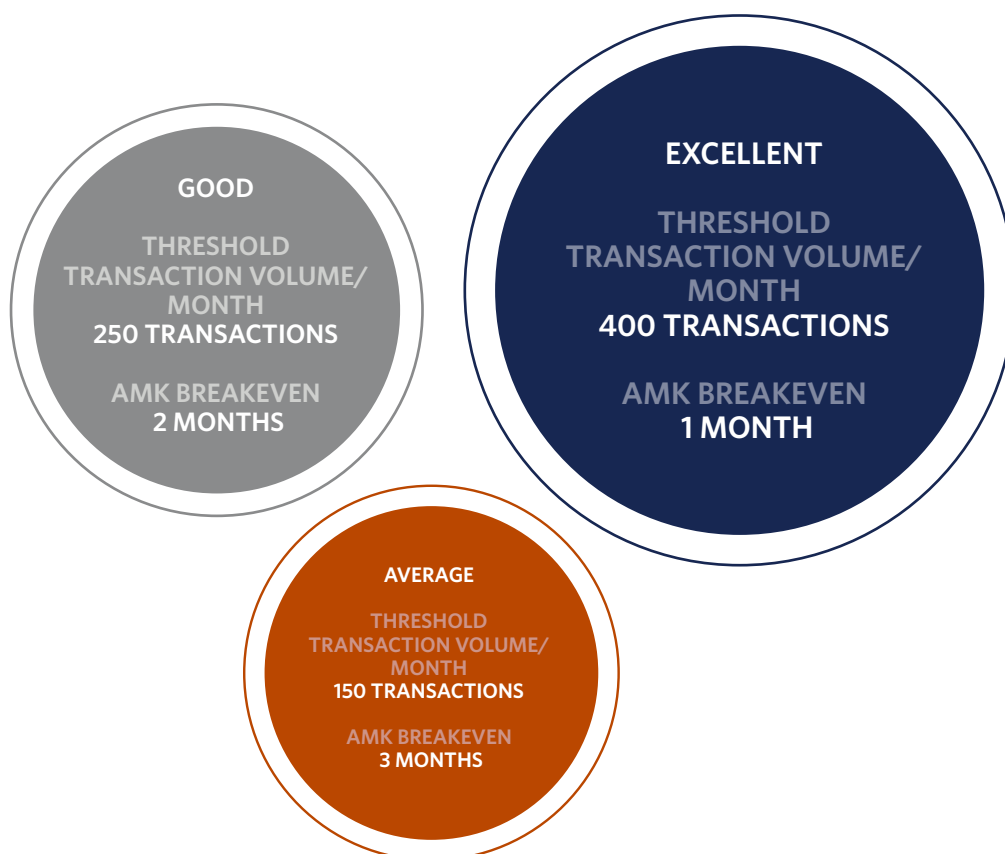 GOOD
THRESHOLD
TRANSACTION VOLUME/
MONTH
250 TRANSACTIONS
AMK BREAKEVEN
2 MONTHS
EXCELLENT
THRESHOLD
TRANSACTION VOLUME/
MONTH
400 TRANSACTIONS
AMK BREAKEVEN
1 MONTH
AVERAGE
THRESHOLD
TRANSACTION VOLUME/
MONTH
150 TRANSACTIONS
AMK BREAKEVEN
3 MONTHS